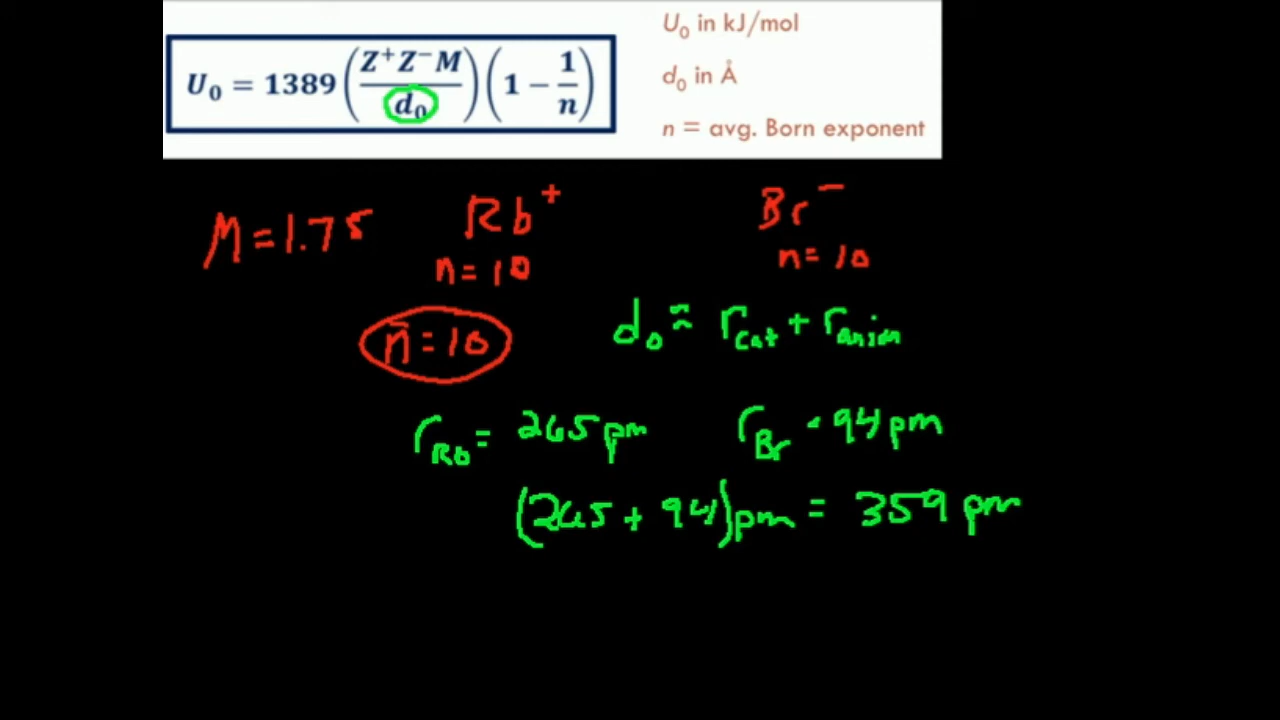 U₀ = 1389 (Z⁺Z⁻M / d₀) (1 − 1/n)
U₀ in kJ/mol
d₀ in Å
n = avg. Born exponent
M = 1.75 Rb⁺ Br⁻
n = 10 n = 10
n̄ = 10 d₀ ≈ r_cat + r_anion
r_Rb = 265 pm r_Br = 94 pm
(265 + 94) pm = 359 pm